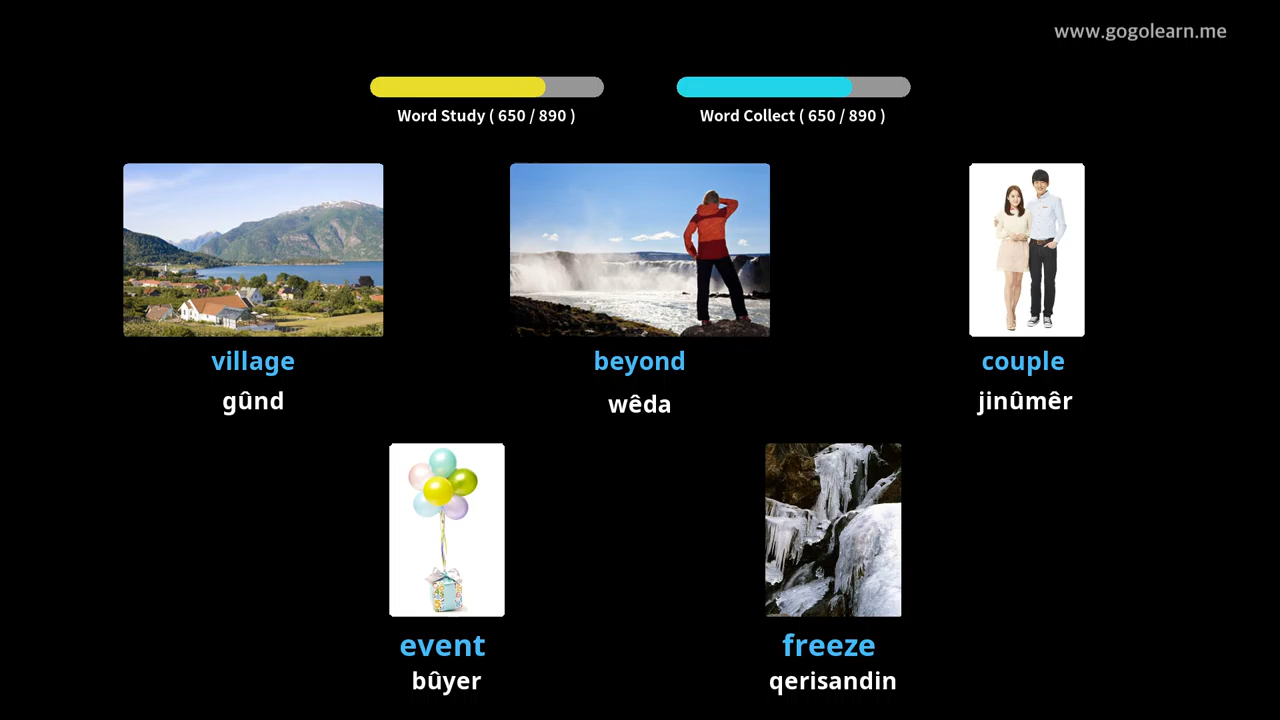 www.gogolearn.me
Word Study ( 650 / 890 )
Word Collect ( 650 / 890 )
village
gûnd
beyond
wêda
couple
jinûmêr
event
bûyer
freeze
qerisandin